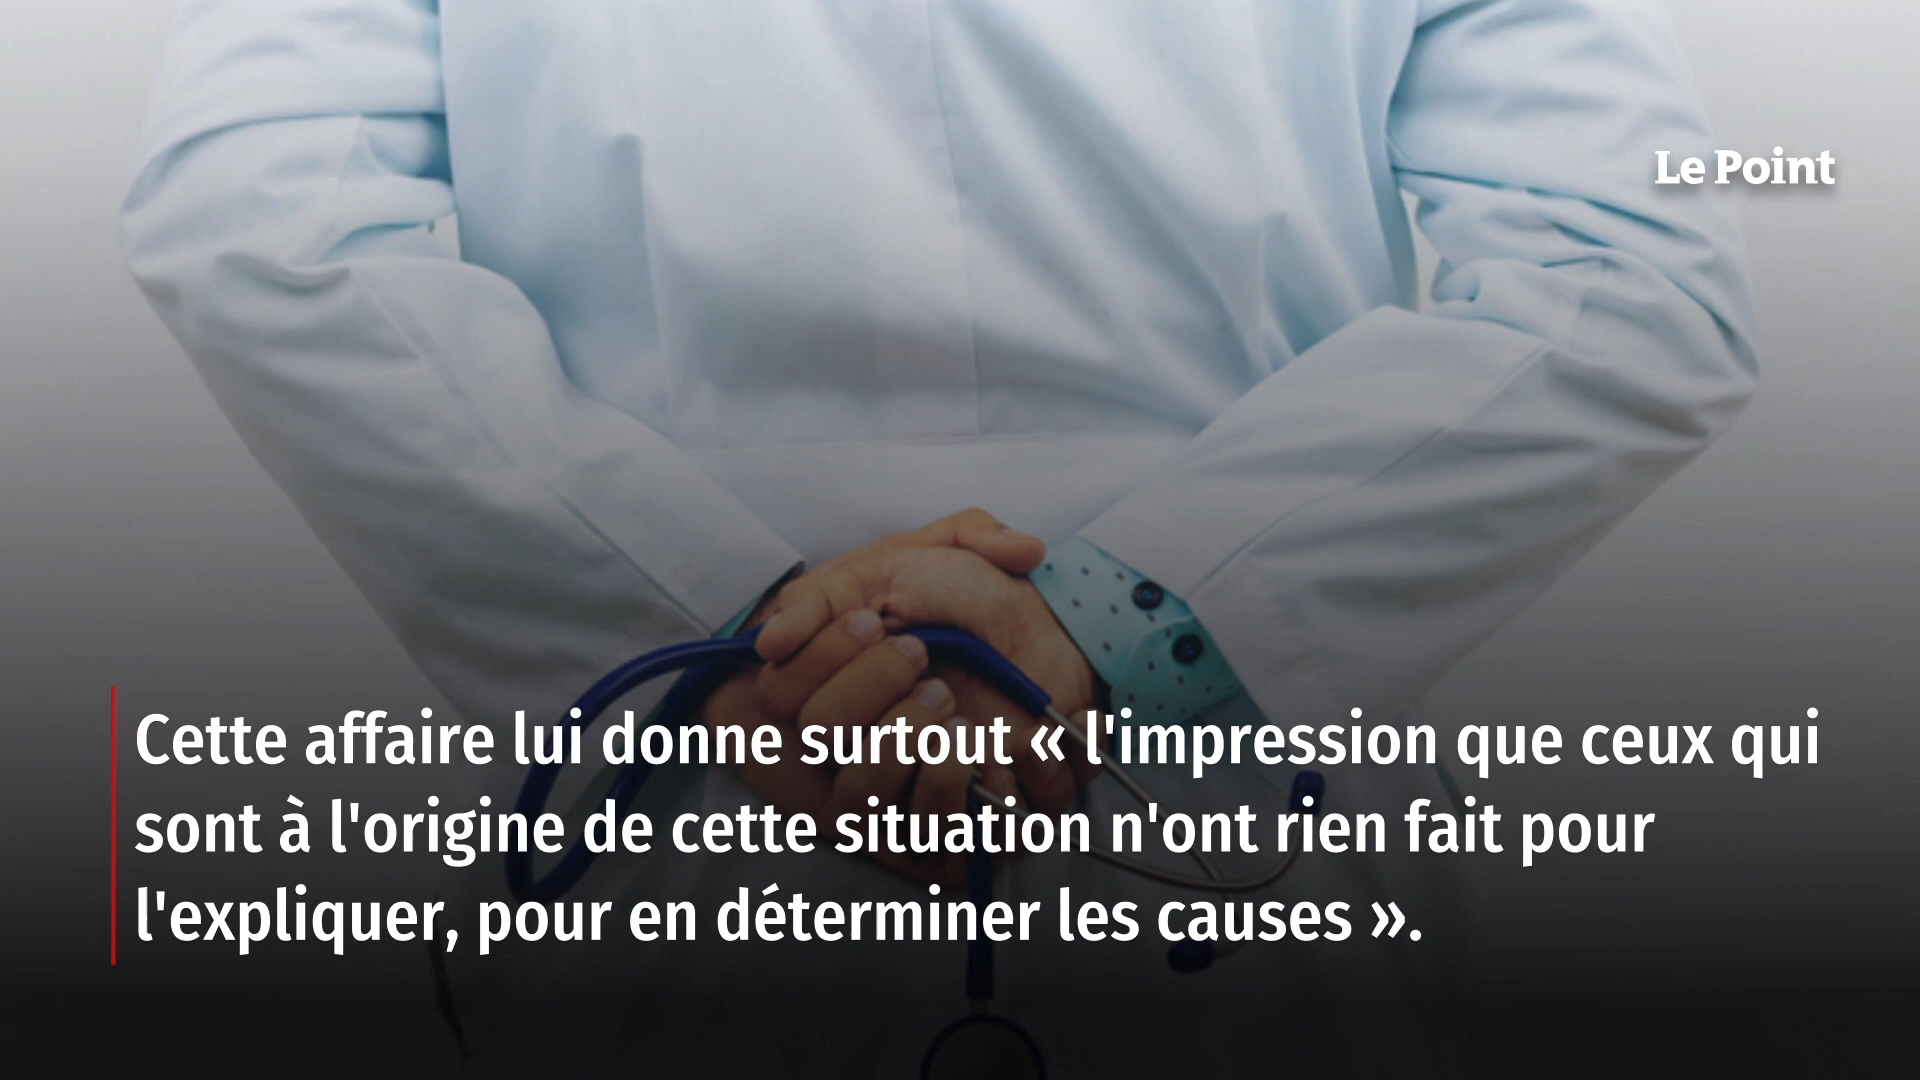 Le Point
Cette affaire lui donne surtout « l'impression que ceux qui
sont à l'origine de cette situation n'ont rien fait pour
l'expliquer, pour en déterminer les causes ».